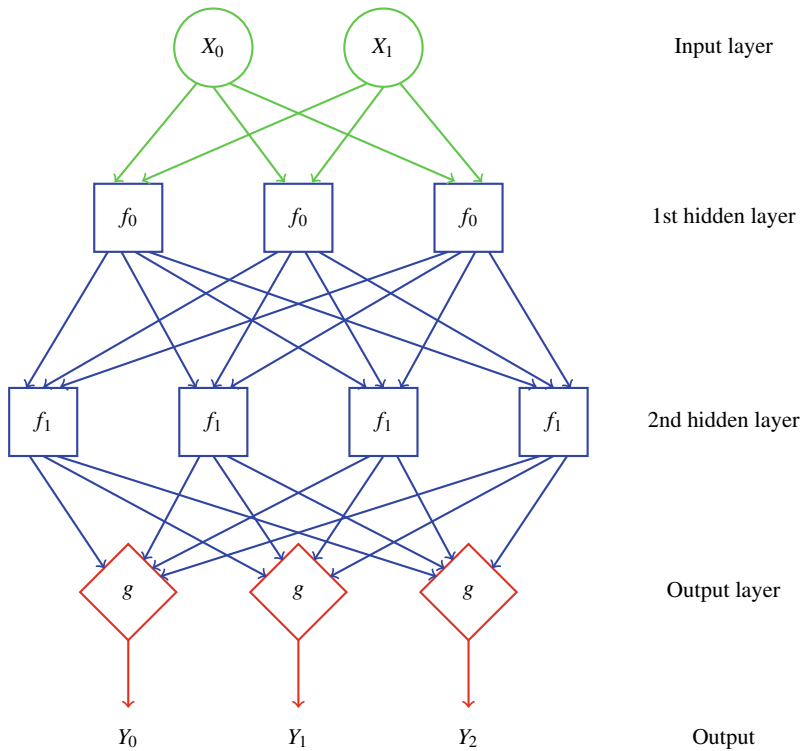 X₀ X₁ Input layer
f₀ f₀ f₀ 1st hidden layer
f₁ f₁ f₁ f₁ 2nd hidden layer
g g g Output layer
Y₀ Y₁ Y₂ Output